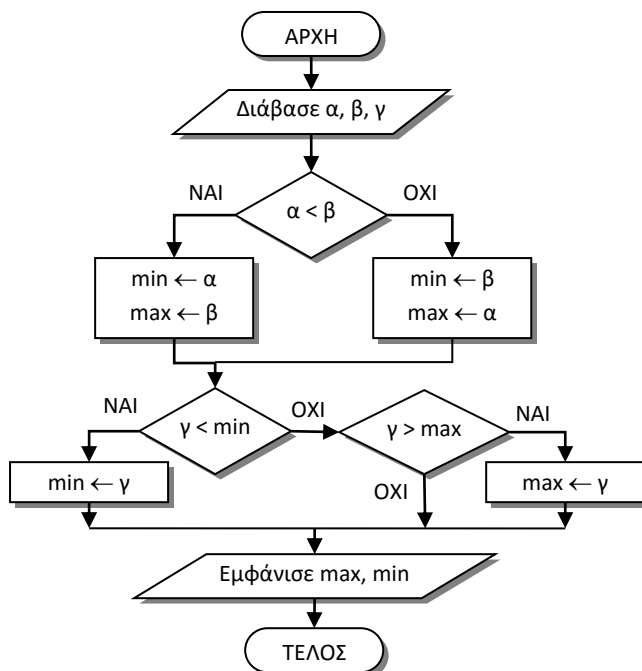 ΑΡΧΗ
Διάβασε α, β, γ
ΝΑΙ
α < β
ΟΧΙ
min ← α
max ← β
min ← β
max ← α
ΝΑΙ
γ < min
ΟΧΙ
γ > max
ΝΑΙ
min ← γ
ΟΧΙ
max ← γ
Εμφάνισε max, min
ΤΕΛΟΣ